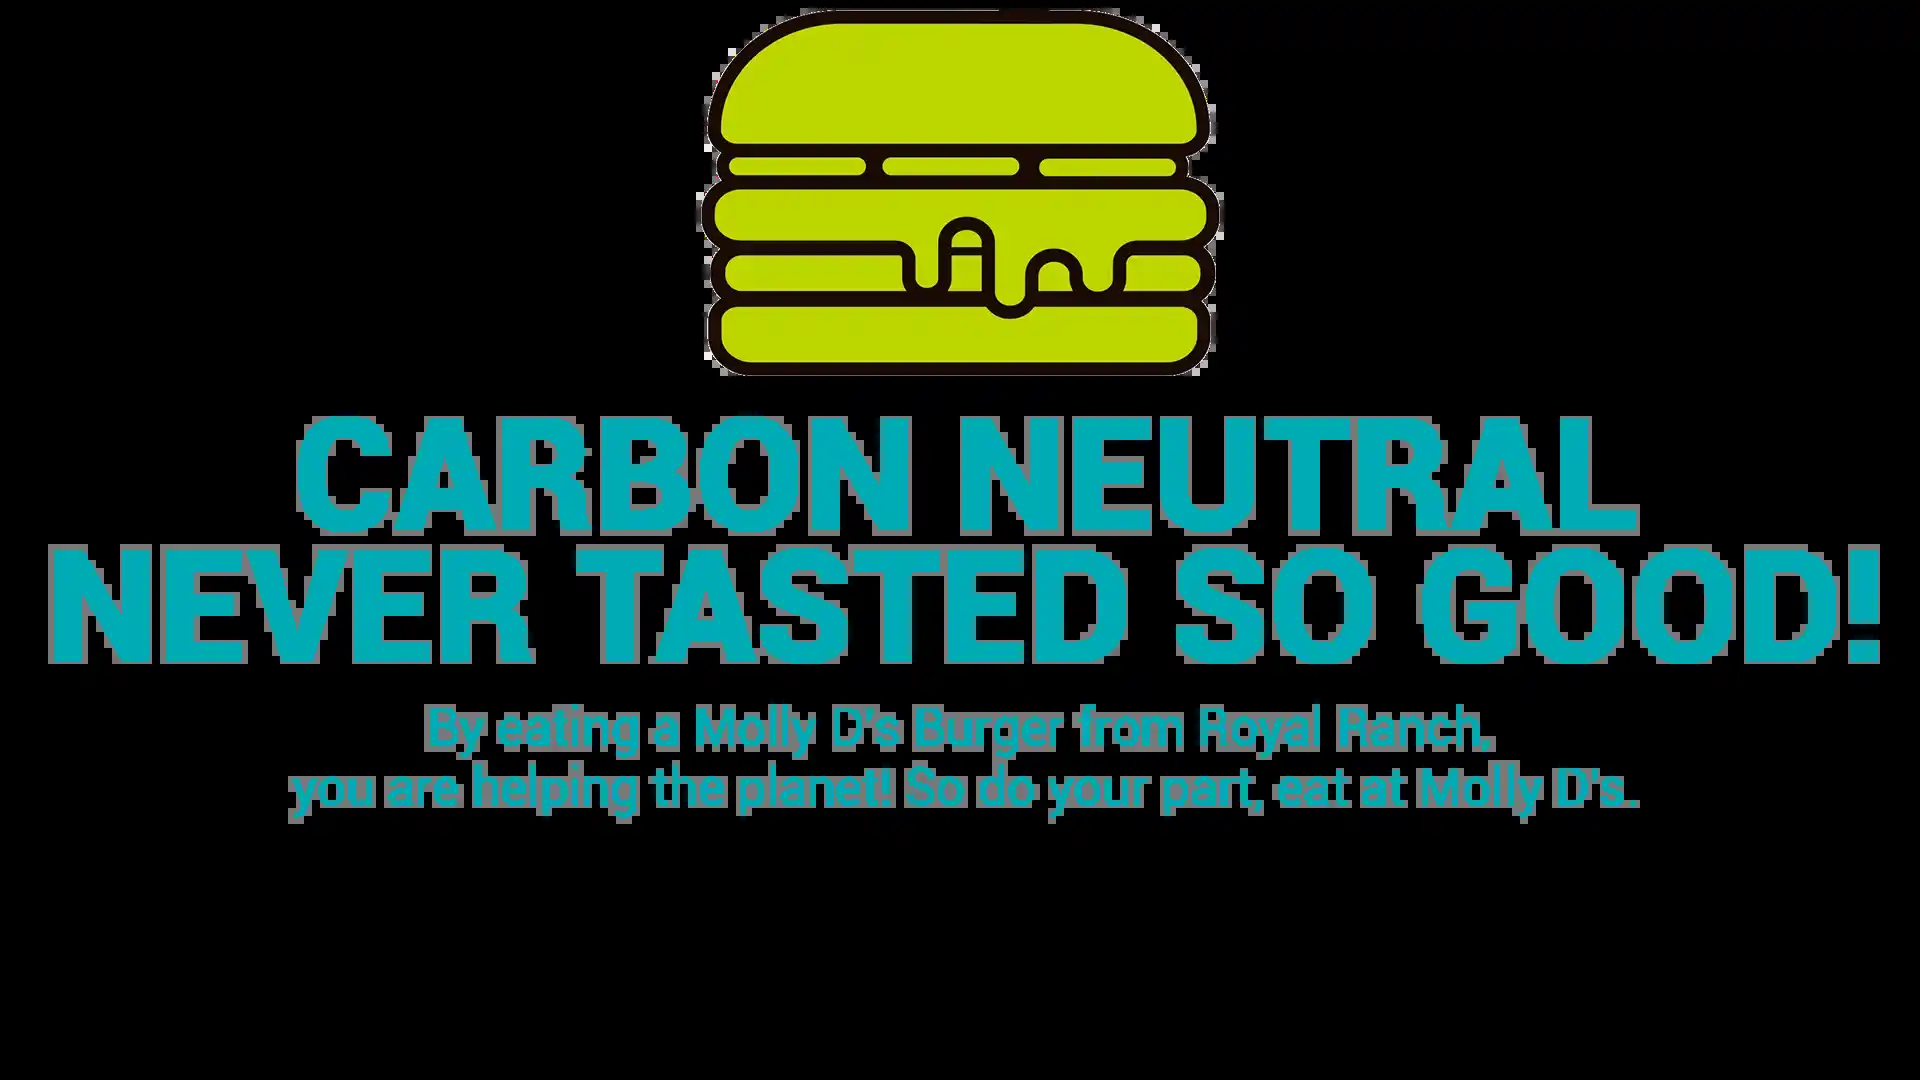 CARBON NEUTRAL
NEVER TASTED SO GOOD!
By eating a Molly D's Burger from Royal Ranch,
you are helping the planet! So do your part, eat at Molly D's.